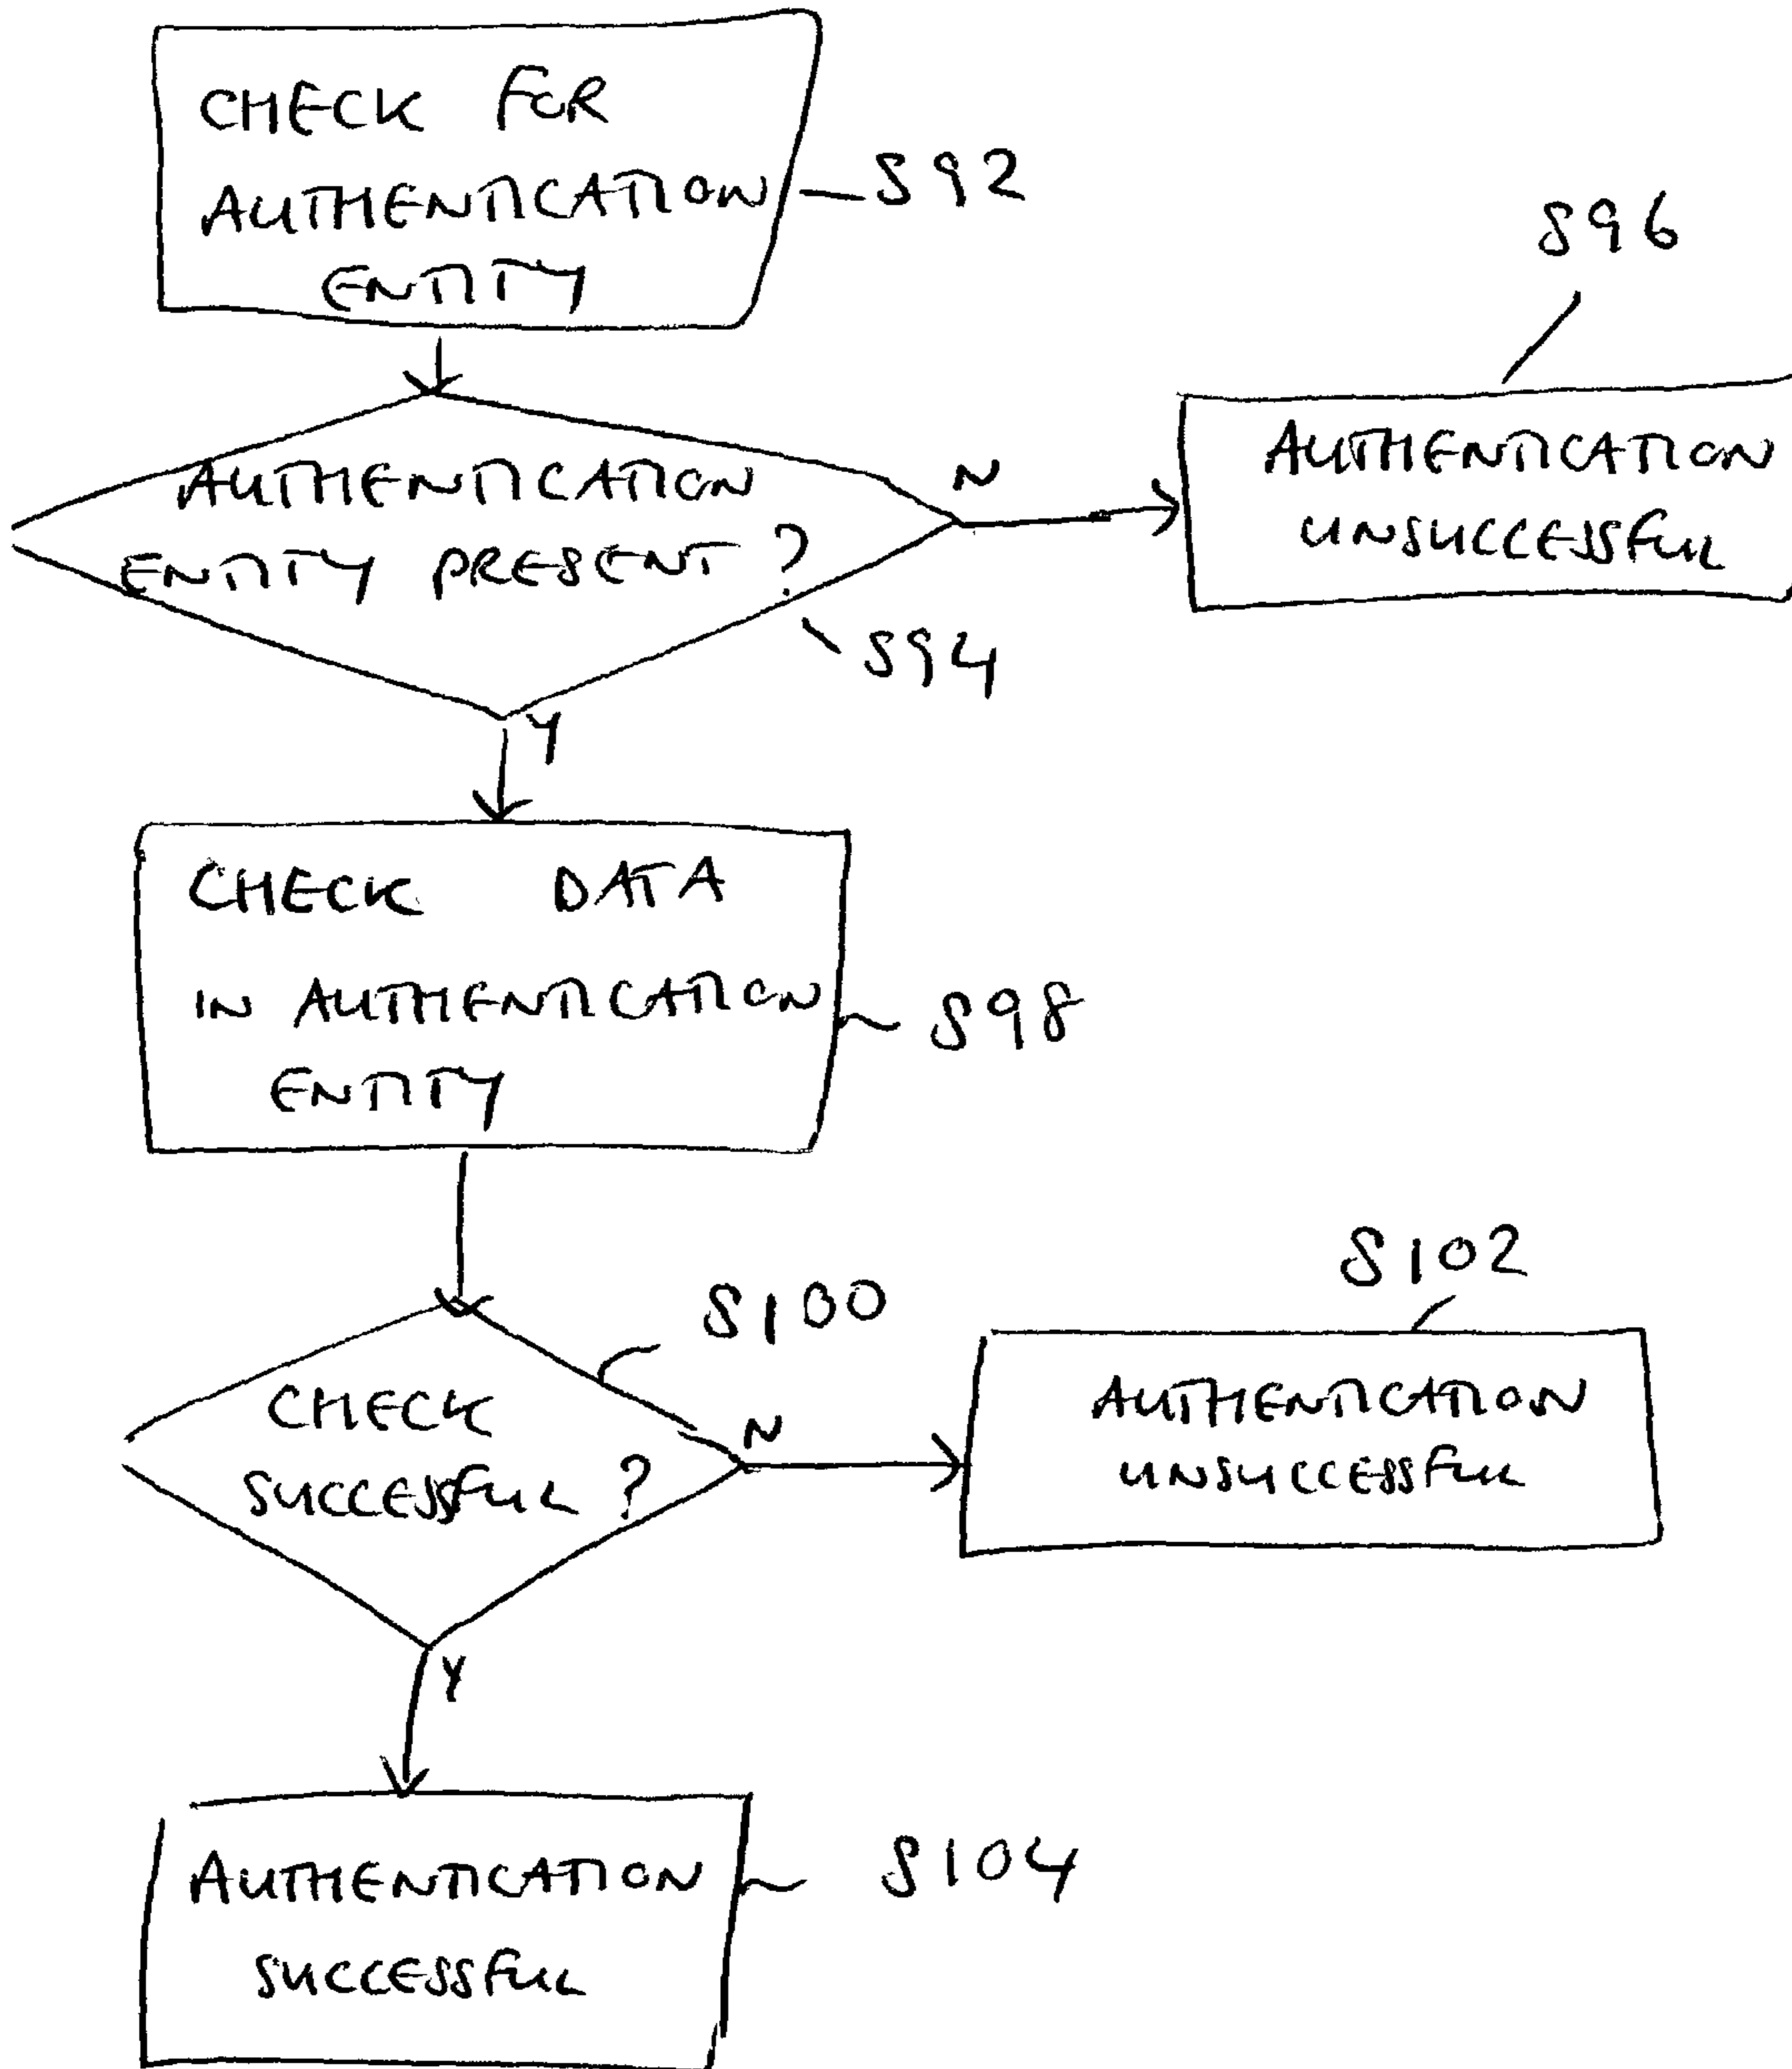 CHECK FOR
AUTHENTICATION
ENTITY
S92
S96
AUTHENTICATION
ENTITY PRESENT ?
N
AUTHENTICATION
UNSUCCESSFUL
S94
Y
CHECK DATA
IN AUTHENTICATION
ENTITY
S98
S100
S102
CHECK
SUCCESSFUL ?
N
AUTHENTICATION
UNSUCCESSFUL
Y
AUTHENTICATION
SUCCESSFUL
S104